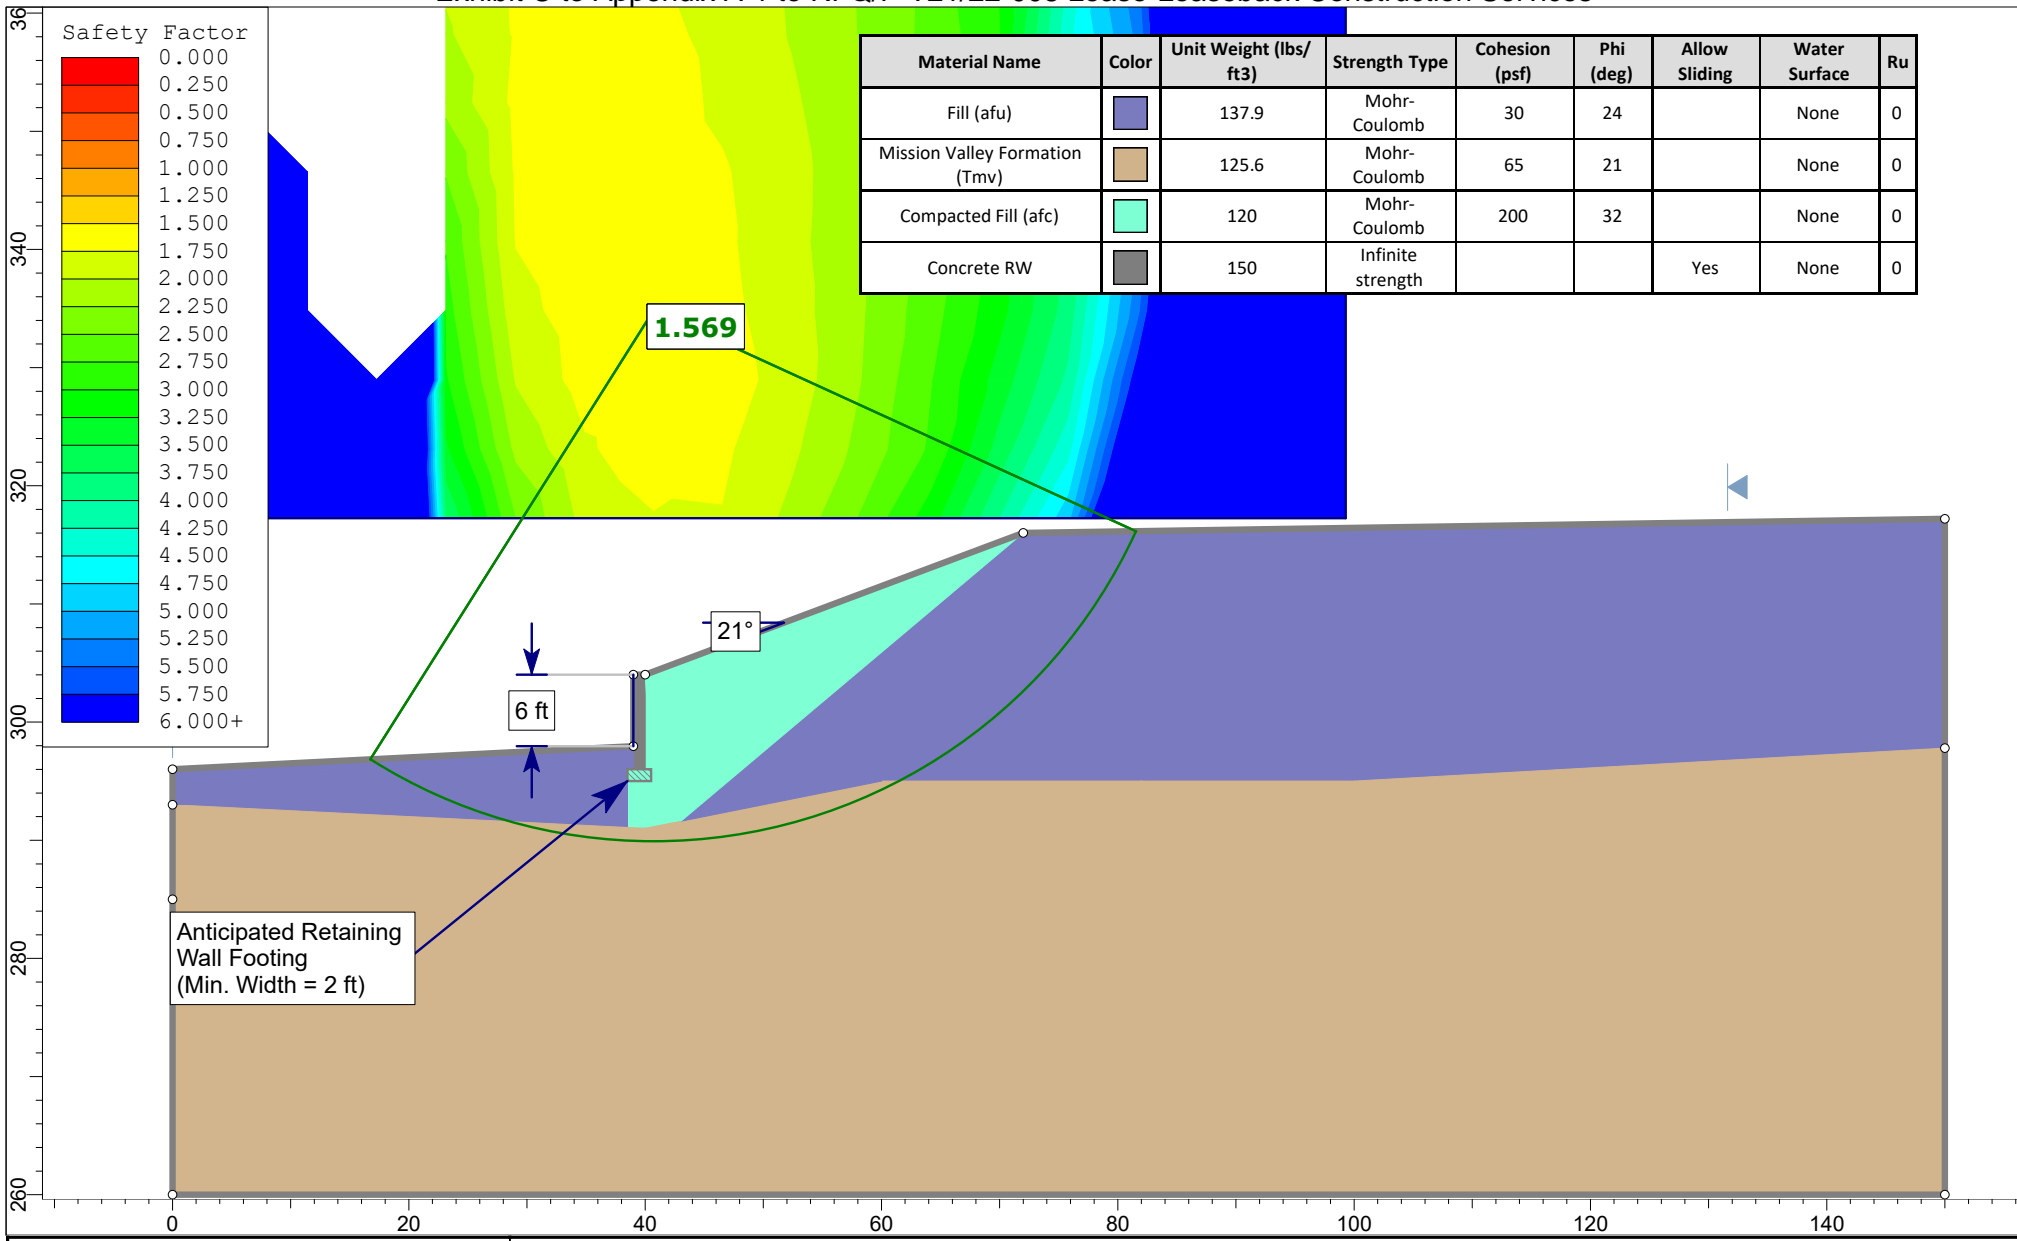 Safety Factor
0.000
0.250
0.500
0.750
1.000
1.250
1.500
1.750
2.000
2.250
2.500
2.750
3.000
3.250
3.500
3.750
4.000
4.250
4.500
4.750
5.000
5.250
5.500
5.750
6.000+
Material Name Color Unit Weight (lbs/ft3) Strength Type Cohesion (psf) Phi (deg) Allow Sliding Water Surface Ru
Fill (afu) 137.9 Mohr-Coulomb 30 24 None 0
Mission Valley Formation (Tmv) 125.6 Mohr-Coulomb 65 21 None 0
Compacted Fill (afc) 120 Mohr-Coulomb 200 32 None 0
Concrete RW 150 Infinite strength Yes None 0
1.569
21°
6 ft
Anticipated Retaining
Wall Footing
(Min. Width = 2 ft)
340
320
300
280
260
0 20 40 60 80 100 120 140